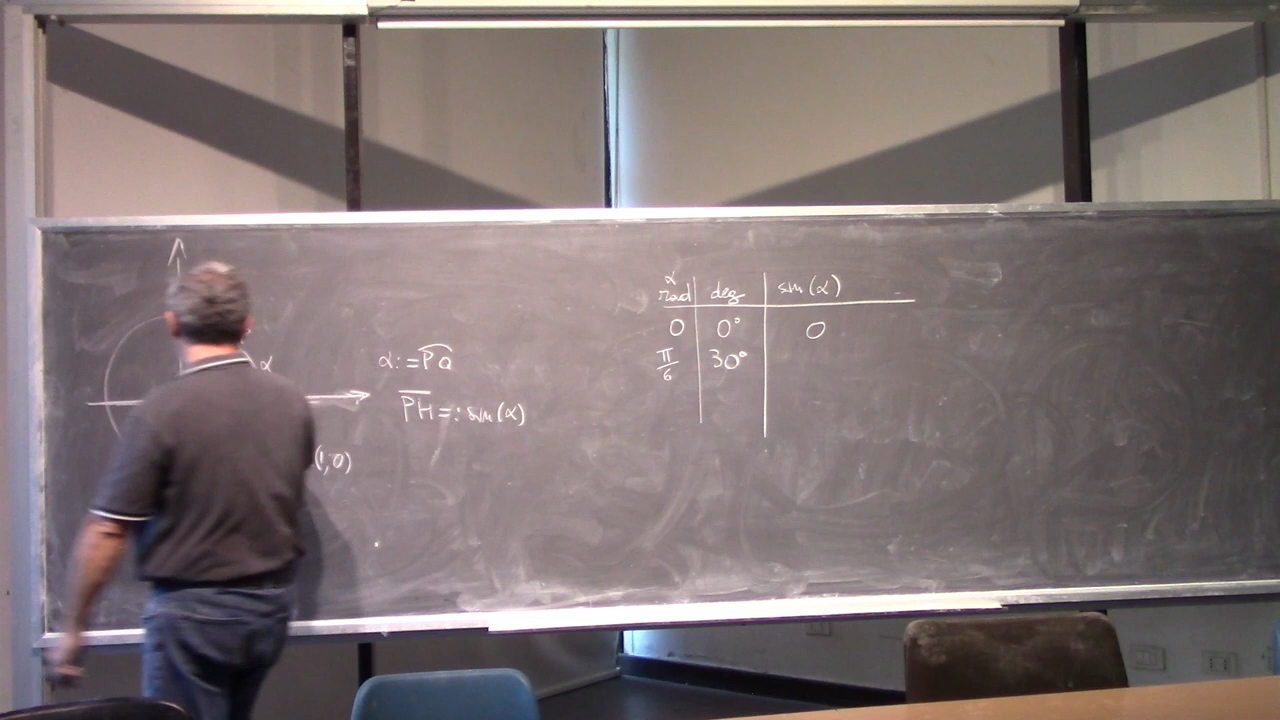 α
α := PQ
PH =: sin(α)
(1,0)
α
rad deg sin(α)
0 0° 0
π/6 30°